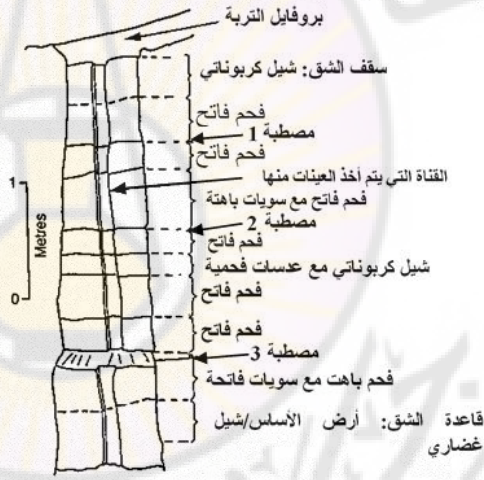 بروفايل التربة
سقف الشق: شيل كربوناتي
فحم فاتح
مصطبة 1
فحم فاتح
القناة التي يتم أخذ العينات منها
فحم فاتح مع سويات باهتة
مصطبة 2
فحم فاتح
شيل كربوناتي مع عدسات فحمية
فحم فاتح
فحم فاتح
مصطبة 3
فحم باهت مع سويات فاتحة
قاعدة الشق: أرض الأساس/شيل
غضاري
1
Metres
0